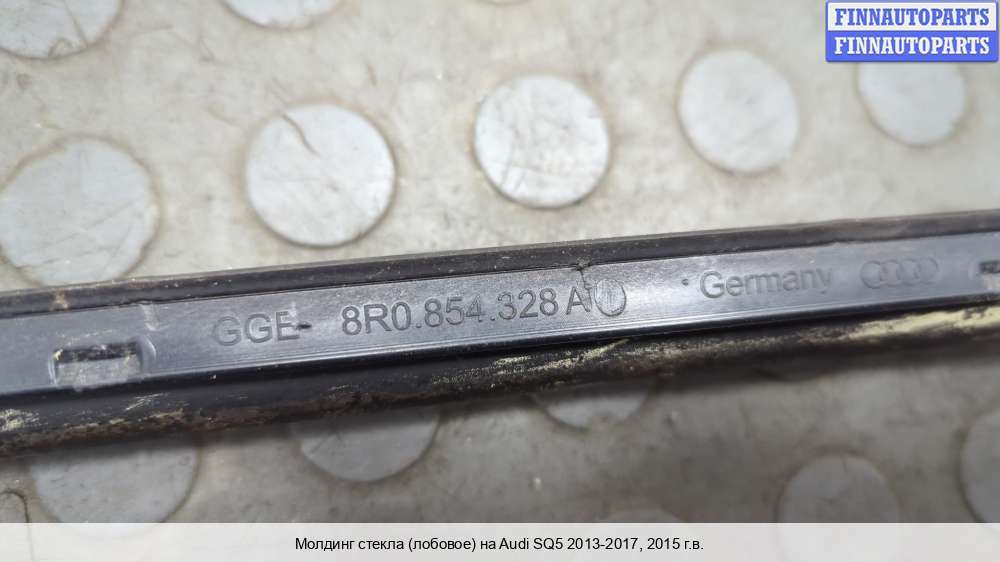 FINNAUTOPARTS
FINNAUTOPARTS
GGE 8R0.854.328 A Germany
Молдинг стекла (лобовое) на Audi SQ5 2013-2017, 2015 г.в.